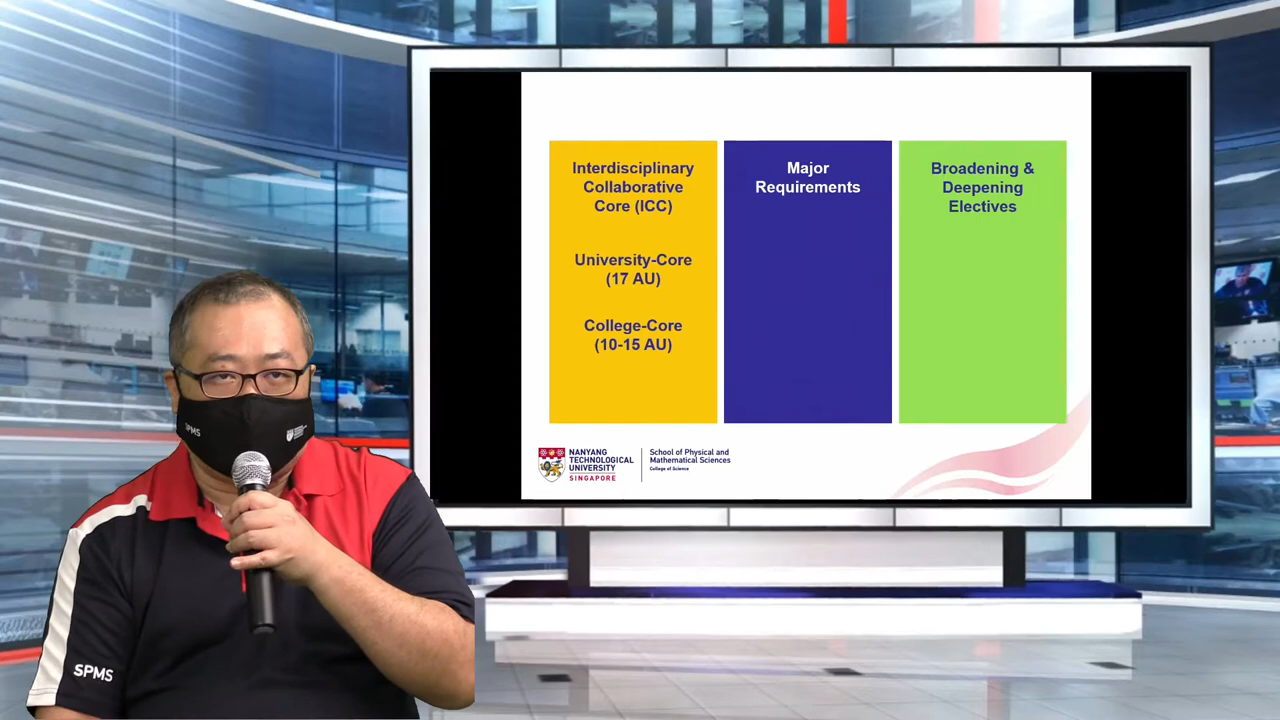 Interdisciplinary
Collaborative
Core (ICC)
University-Core
(17 AU)
College-Core
(10-15 AU)
Major
Requirements
Broadening &
Deepening
Electives
NANYANG
TECHNOLOGICAL
UNIVERSITY
SINGAPORE
School of Physical and
Mathematical Sciences
College of Science
SPMS
SPMS